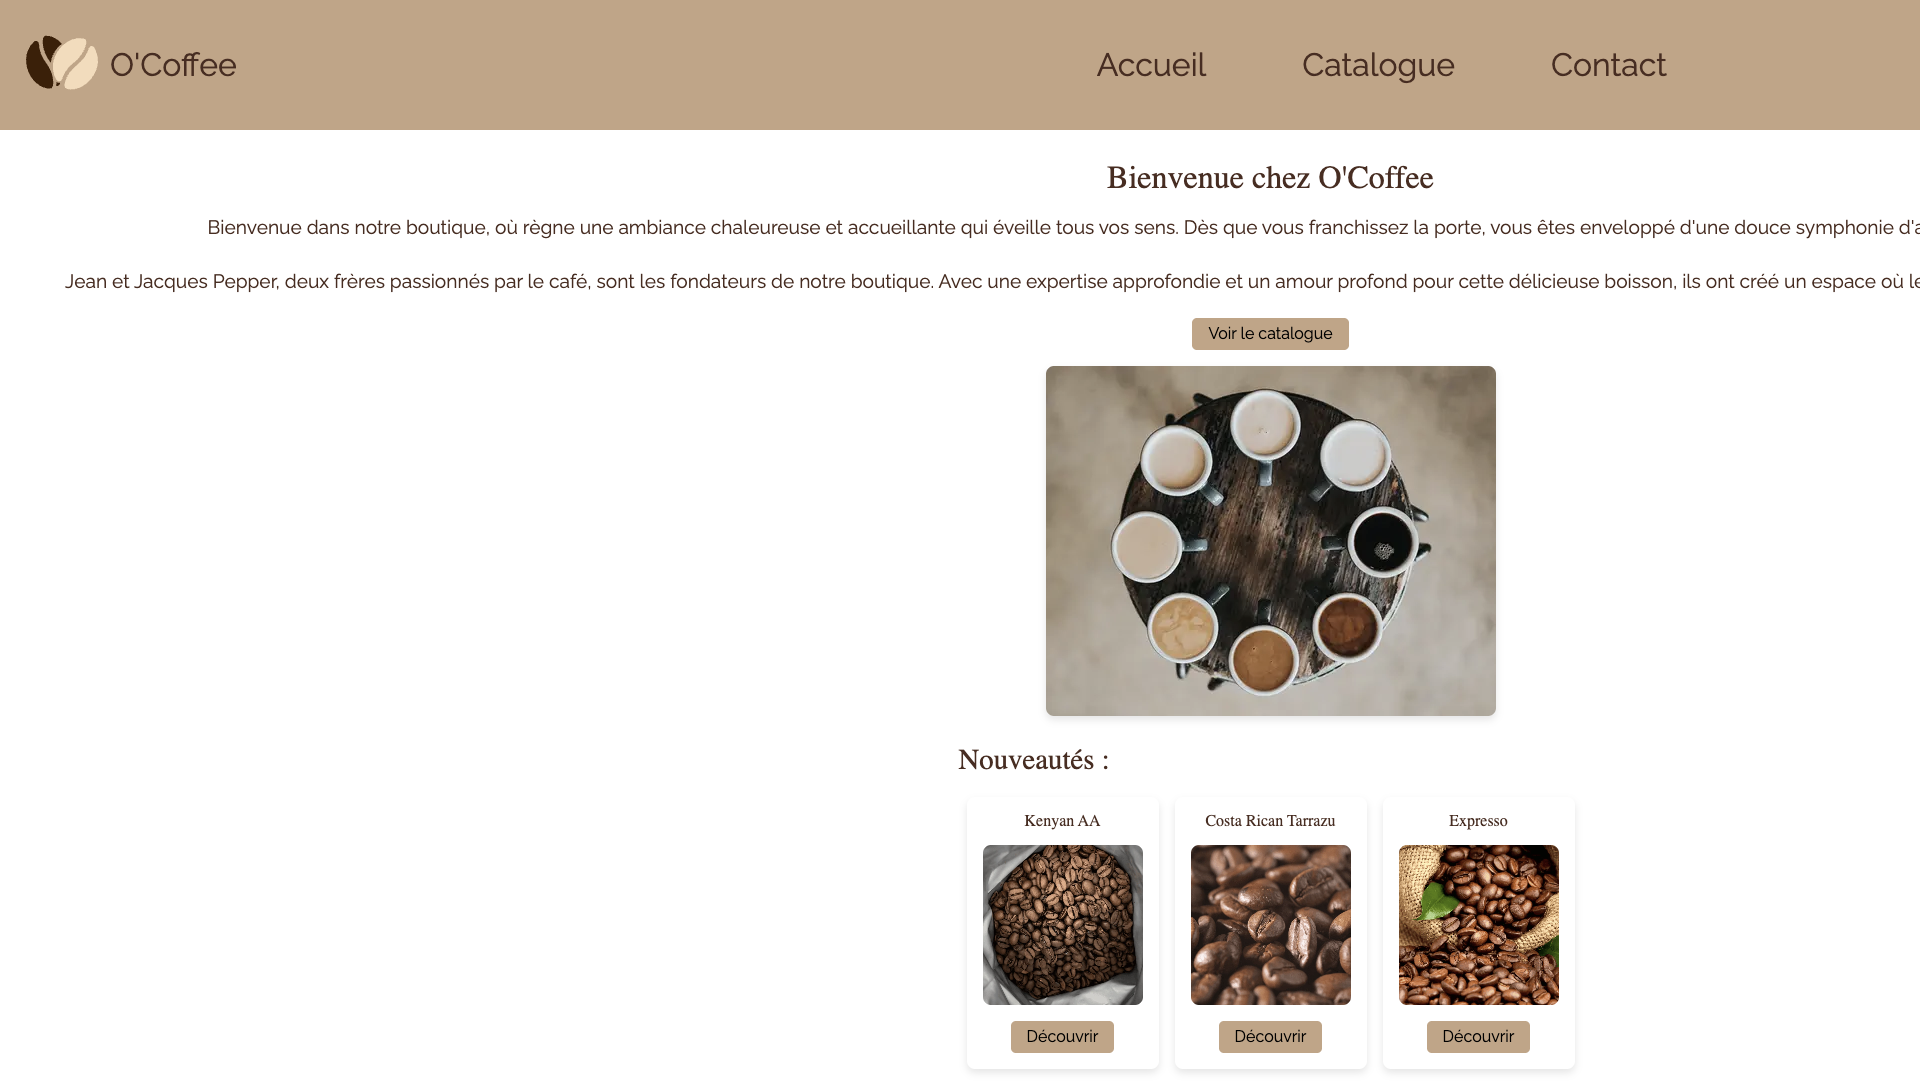 O'Coffee
Accueil
Catalogue
Contact
Bienvenue chez O'Coffee
Bienvenue dans notre boutique, où règne une ambiance chaleureuse et accueillante qui éveille tous vos sens. Dès que vous franchissez la porte, vous êtes enveloppé d'une douce symphonie
Jean et Jacques Pepper, deux frères passionnés par le café, sont les fondateurs de notre boutique. Avec une expertise approfondie et un amour profond pour cette délicieuse boisson, ils ont créé un espace où
Voir le catalogue
Nouveautés :
Kenyan AA
Costa Rican Tarrazu
Expresso
Découvrir
Découvrir
Découvrir